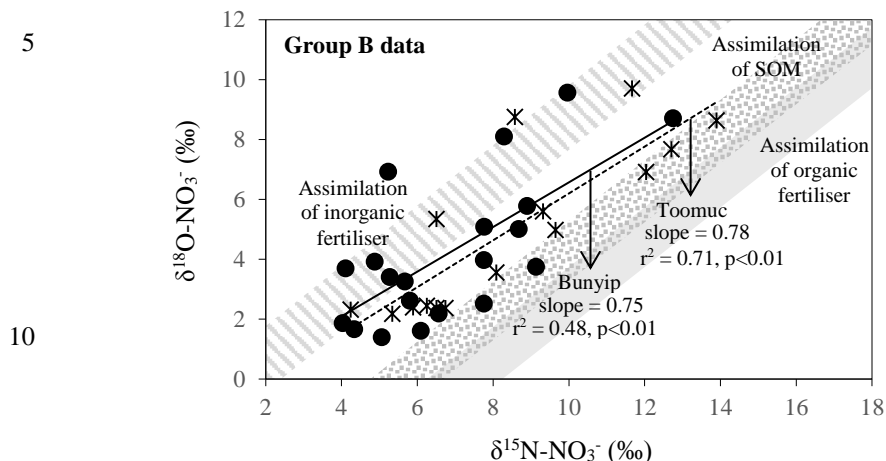 5
10
12
10
8
6
4
2
0
δ18O-NO3- (‰)
Group B data
Assimilation
of SOM
Assimilation
of inorganic
fertiliser
Assimilation
of organic
fertiliser
Toomuc
slope = 0.78
r2 = 0.71, p<0.01
Bunyip
slope = 0.75
r2 = 0.48, p<0.01
2 4 6 8 10 12 14 16 18
δ15N-NO3- (‰)